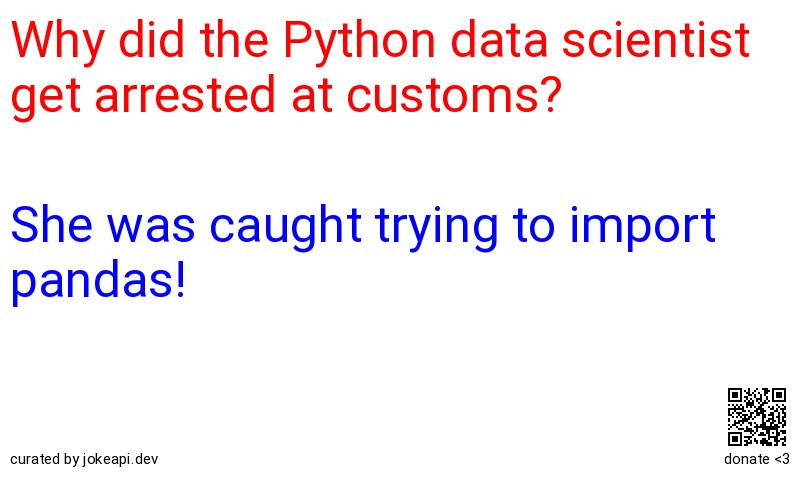 Why did the Python data scientist
get arrested at customs?
She was caught trying to import
pandas!
curated by jokeapi.dev
donate <3